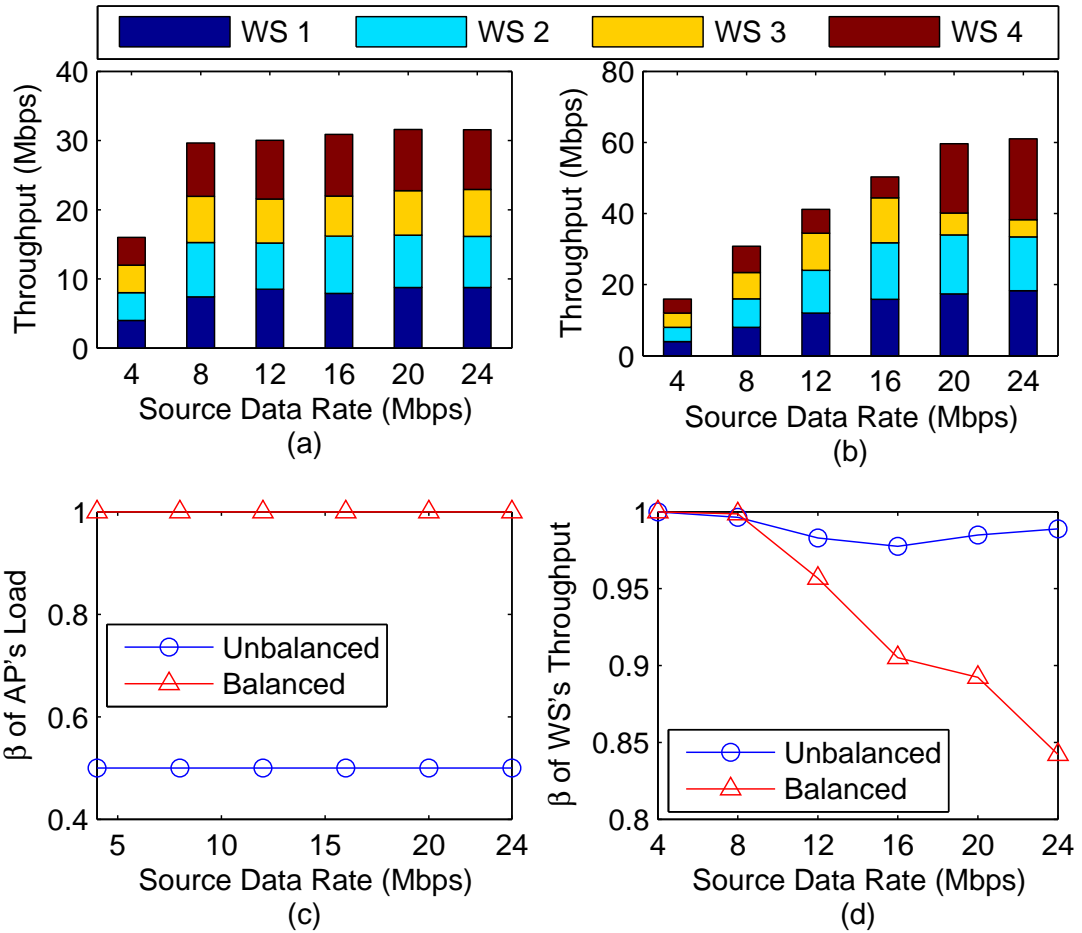 WS 1 WS 2 WS 3 WS 4
40
30
20
10
0
Throughput (Mbps)
4 8 12 16 20 24
Source Data Rate (Mbps)
(a)
80
60
40
20
0
Throughput (Mbps)
4 8 12 16 20 24
Source Data Rate (Mbps)
(b)
1
0.8
0.6
0.4
β of AP's Load
Unbalanced
Balanced
5 10 15 20 24
Source Data Rate (Mbps)
(c)
1
0.95
0.9
0.85
0.8
β of WS's Throughput
Unbalanced
Balanced
4 8 12 16 20 24
Source Data Rate (Mbps)
(d)